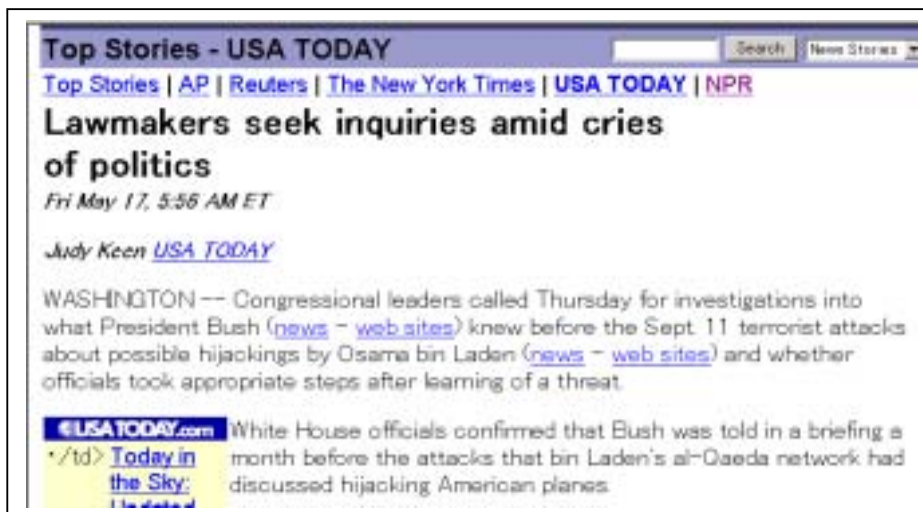 Top Stories - USA TODAY
Search
News Stories
Top Stories | AP | Reuters | The New York Times | USA TODAY | NPR
Lawmakers seek inquiries amid cries
of politics
Fri May 17, 5:56 AM ET
Judy Keen USA TODAY
WASHINGTON -- Congressional leaders called Thursday for investigations into
what President Bush (news - web sites) knew before the Sept. 11 terrorist attacks
about possible hijackings by Osama bin Laden (news - web sites) and whether
officials took appropriate steps after learning of a threat.
USATODAY.com
White House officials confirmed that Bush was told in a briefing a
month before the attacks that bin Laden's al-Qaeda network had
discussed hijacking American planes.
·/td> Today in
the Sky:
Updated